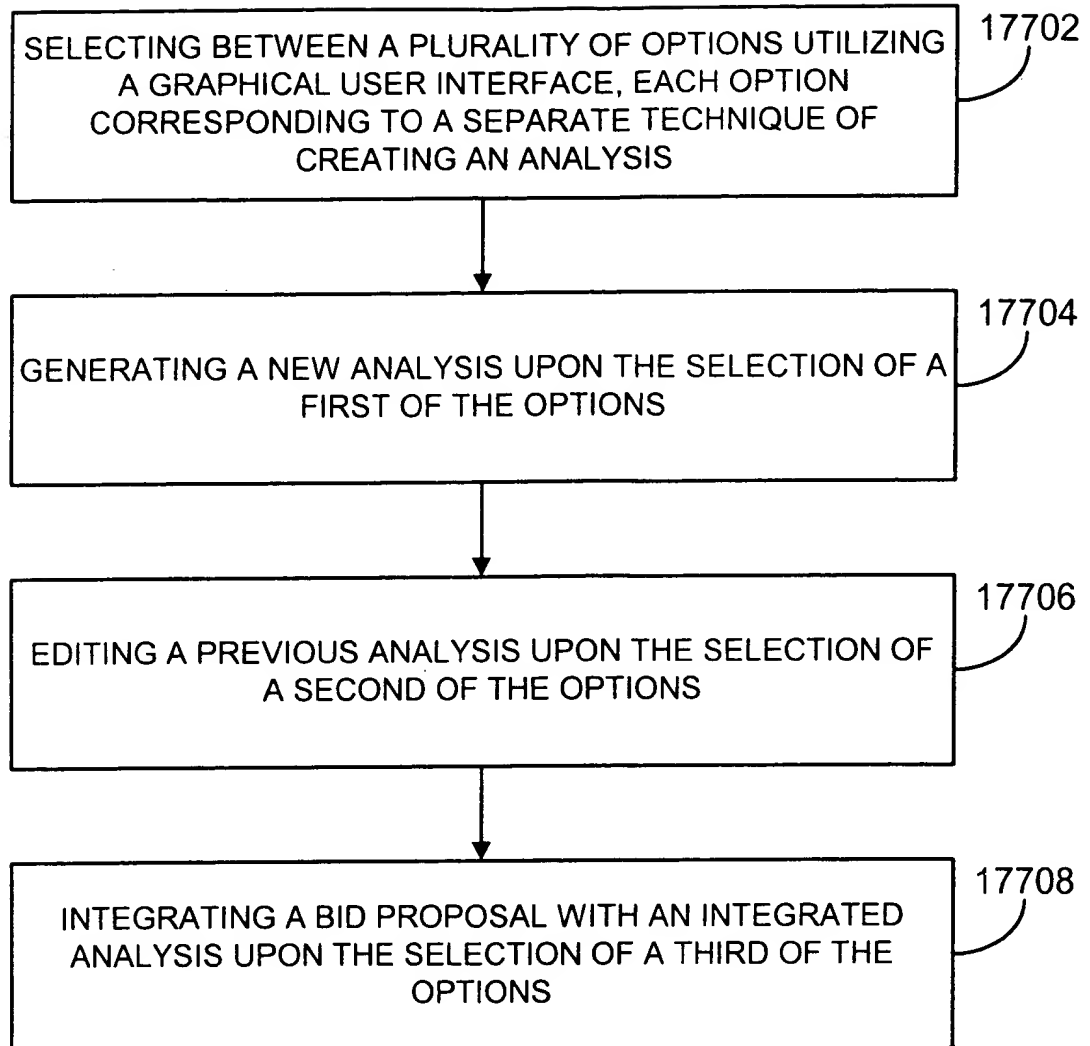 SELECTING BETWEEN A PLURALITY OF OPTIONS UTILIZING
A GRAPHICAL USER INTERFACE, EACH OPTION
CORRESPONDING TO A SEPARATE TECHNIQUE OF
CREATING AN ANALYSIS
17702
GENERATING A NEW ANALYSIS UPON THE SELECTION OF A
FIRST OF THE OPTIONS
17704
EDITING A PREVIOUS ANALYSIS UPON THE SELECTION OF
A SECOND OF THE OPTIONS
17706
INTEGRATING A BID PROPOSAL WITH AN INTEGRATED
ANALYSIS UPON THE SELECTION OF A THIRD OF THE
OPTIONS
17708